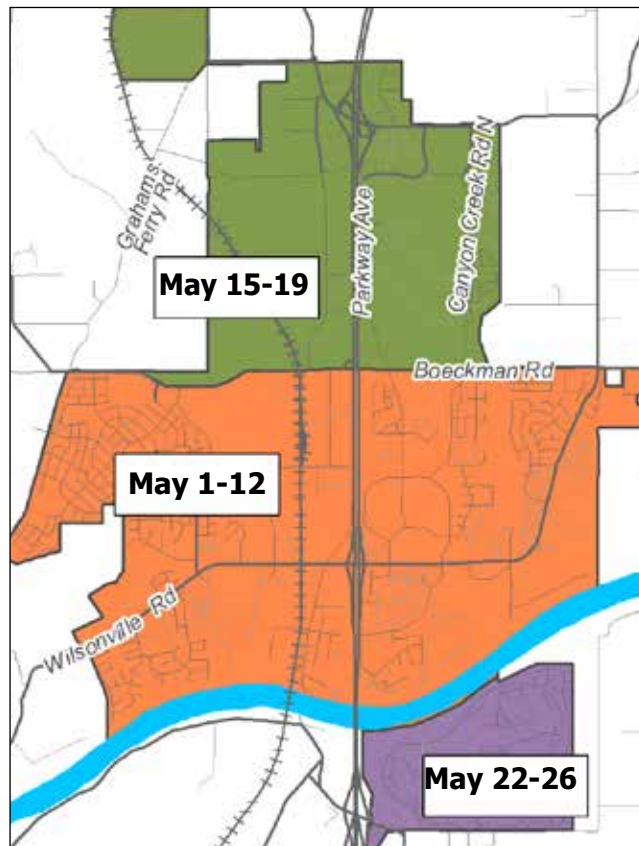 Grahams
Ferry Rd
Canyon Creek Rd N
Parkway Ave
May 15-19
Boeckman Rd
May 1-12
Wilsonville Rd
May 22-26